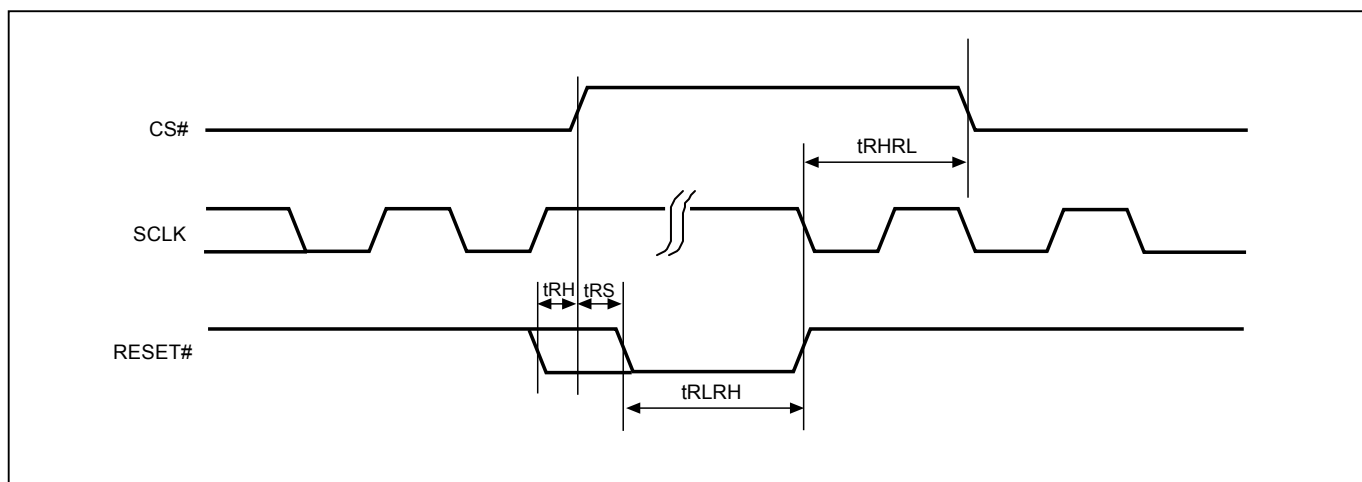 CS#
tRHRL
SCLK
tRH
tRS
RESET#
tRLRH